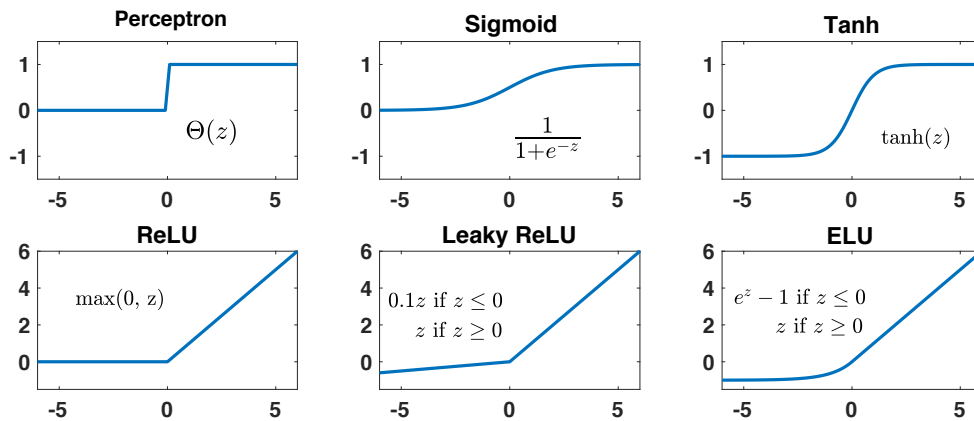 Perceptron
1
0
-1
Θ(z)
-5
0
5
Sigmoid
1
0
-1
1
1+e^{-z}
-5
0
5
Tanh
1
0
-1
tanh(z)
-5
0
5
ReLU
6
4
2
0
max(0, z)
-5
0
5
Leaky ReLU
6
4
2
0
0.1z if z ≤ 0
z if z ≥ 0
-5
0
5
ELU
6
4
2
0
e^z − 1 if z ≤ 0
z if z ≥ 0
-5
0
5